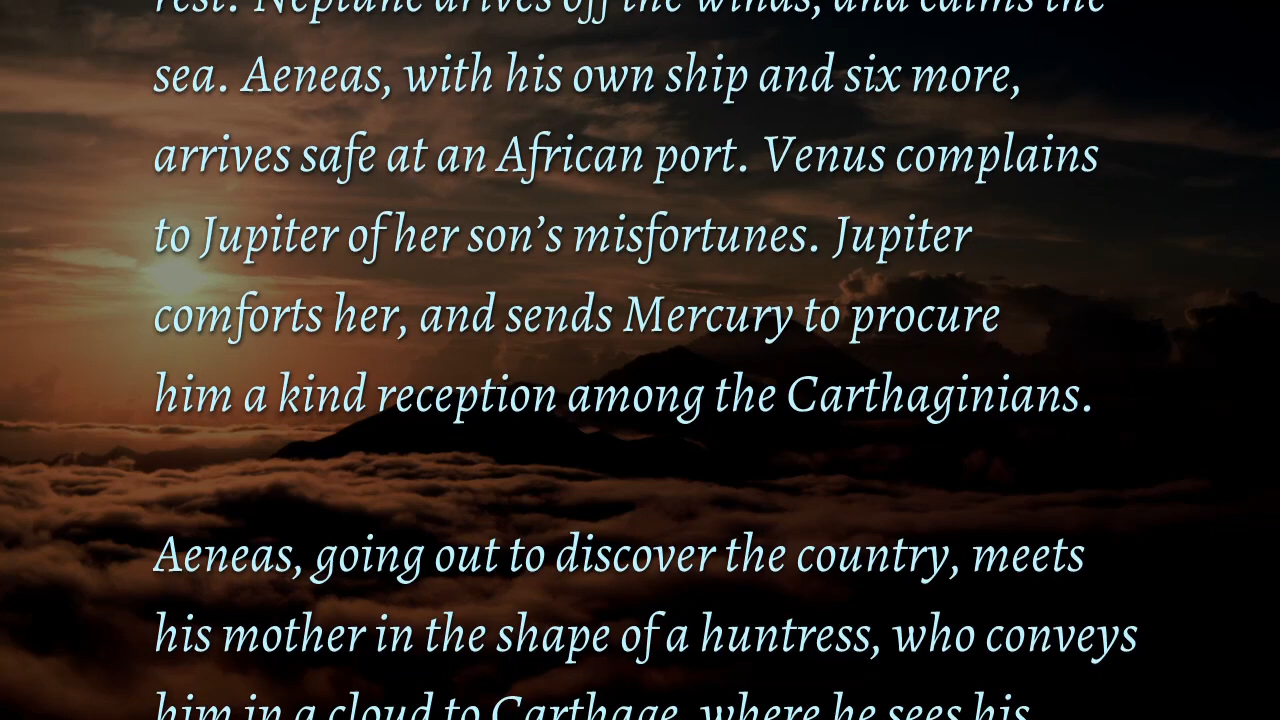 rest. Neptune drives off the winds, and calms the
sea. Aeneas, with his own ship and six more,
arrives safe at an African port. Venus complains
to Jupiter of her son’s misfortunes. Jupiter
comforts her, and sends Mercury to procure
him a kind reception among the Carthaginians.
Aeneas, going out to discover the country, meets
his mother in the shape of a huntress, who conveys
him in a cloud to Carthage, where he sees his